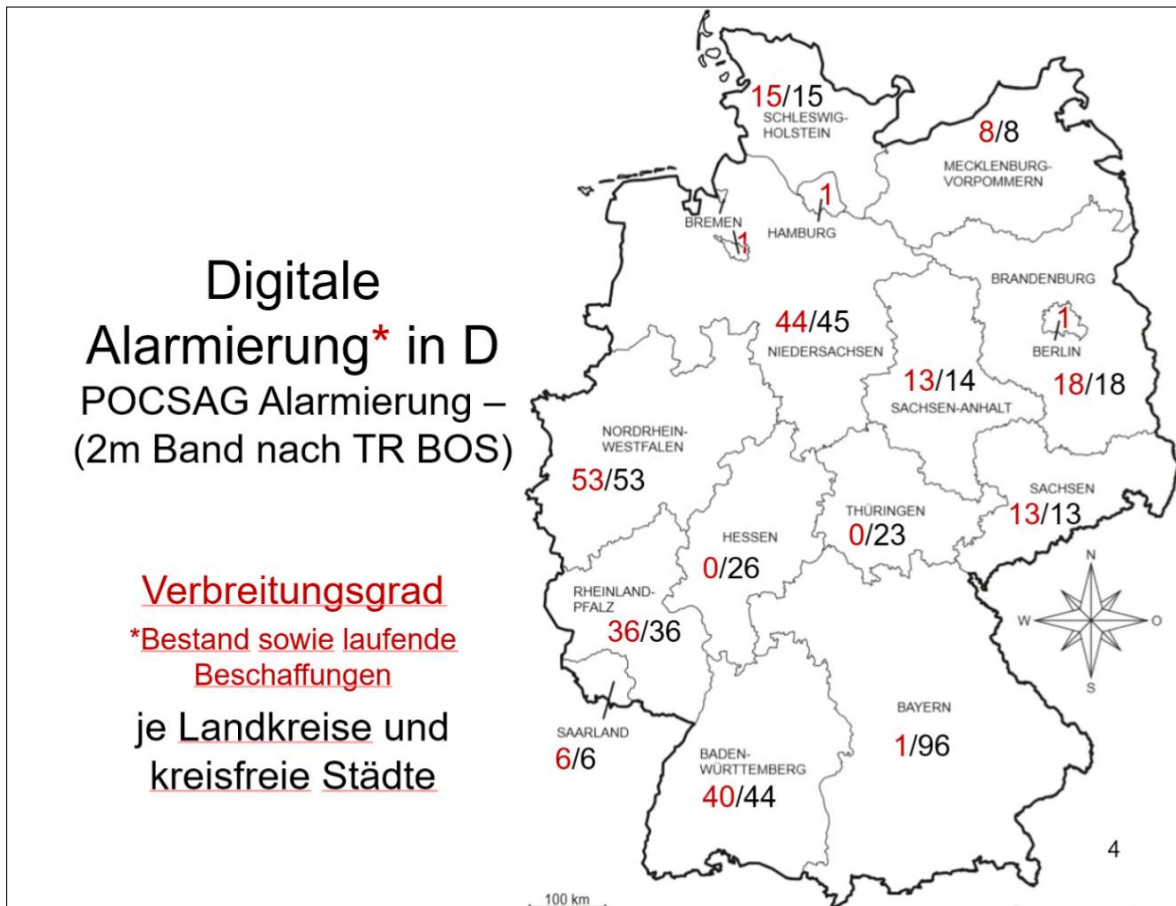 Digitale
Alarmierung* in D
POCSAG Alarmierung –
(2m Band nach TR BOS)
Verbreitungsgrad
*Bestand sowie laufende
Beschaffungen
je Landkreise und
kreisfreie Städte
15/15
SCHLESWIG-
HOLSTEIN
8/8
MECKLENBURG-
VORPOMMERN
1
HAMBURG
BREMEN
1
44/45
NIEDERSACHSEN
BRANDENBURG
1
BERLIN
18/18
13/14
SACHSEN-ANHALT
NORDRHEIN-
WESTFALEN
53/53
SACHSEN
13/13
THÜRINGEN
0/23
HESSEN
0/26
RHEINLAND-
PFALZ
36/36
SAARLAND
6/6
BADEN-
WÜRTTEMBERG
40/44
BAYERN
1/96
N
W
O
S
4
100 km